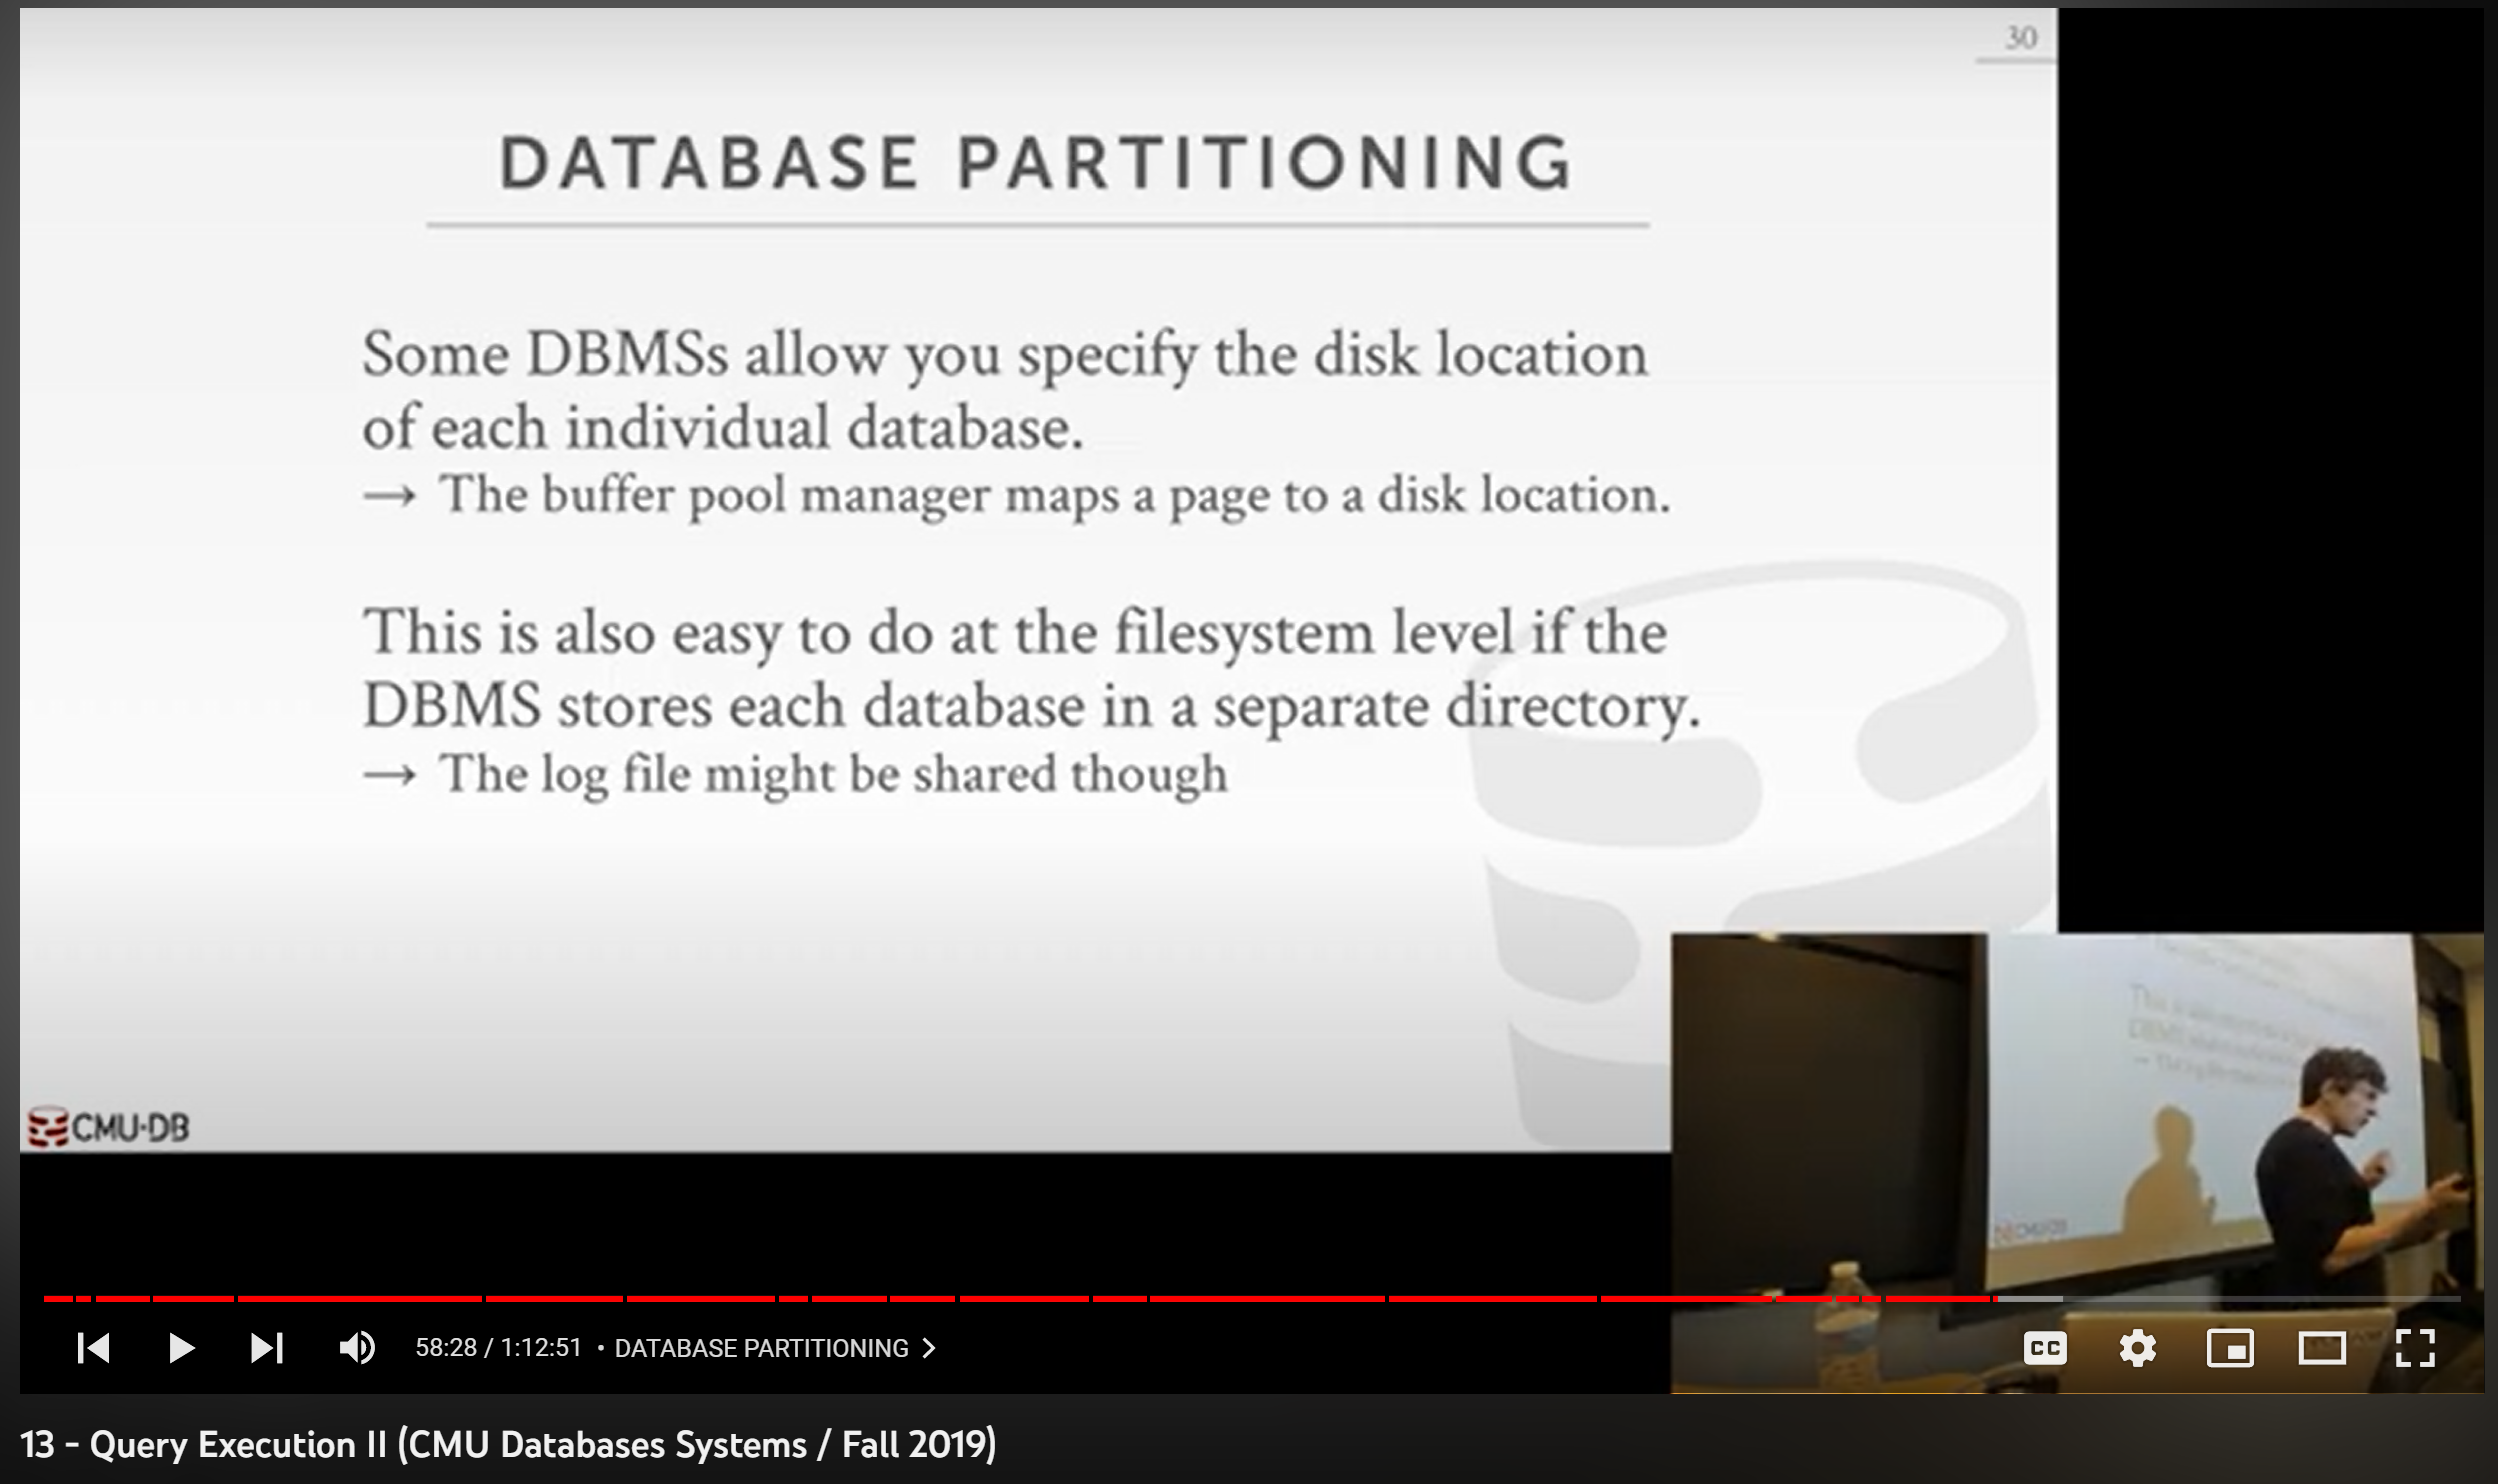 30
DATABASE PARTITIONING
Some DBMSs allow you specify the disk location
of each individual database.
→ The buffer pool manager maps a page to a disk location.
This is also easy to do at the filesystem level if the
DBMS stores each database in a separate directory.
→ The log file might be shared though
CMU·DB
58:28 / 1:12:51 • DATABASE PARTITIONING >
CC
13 - Query Execution II (CMU Databases Systems / Fall 2019)